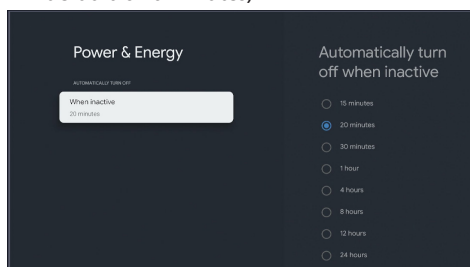 Power & Energy
AUTOMATICALLY TURN OFF
When inactive
20 minutes
Automatically turn
off when inactive
15 minutes
20 minutes
30 minutes
1 hour
4 hours
8 hours
12 hours
24 hours